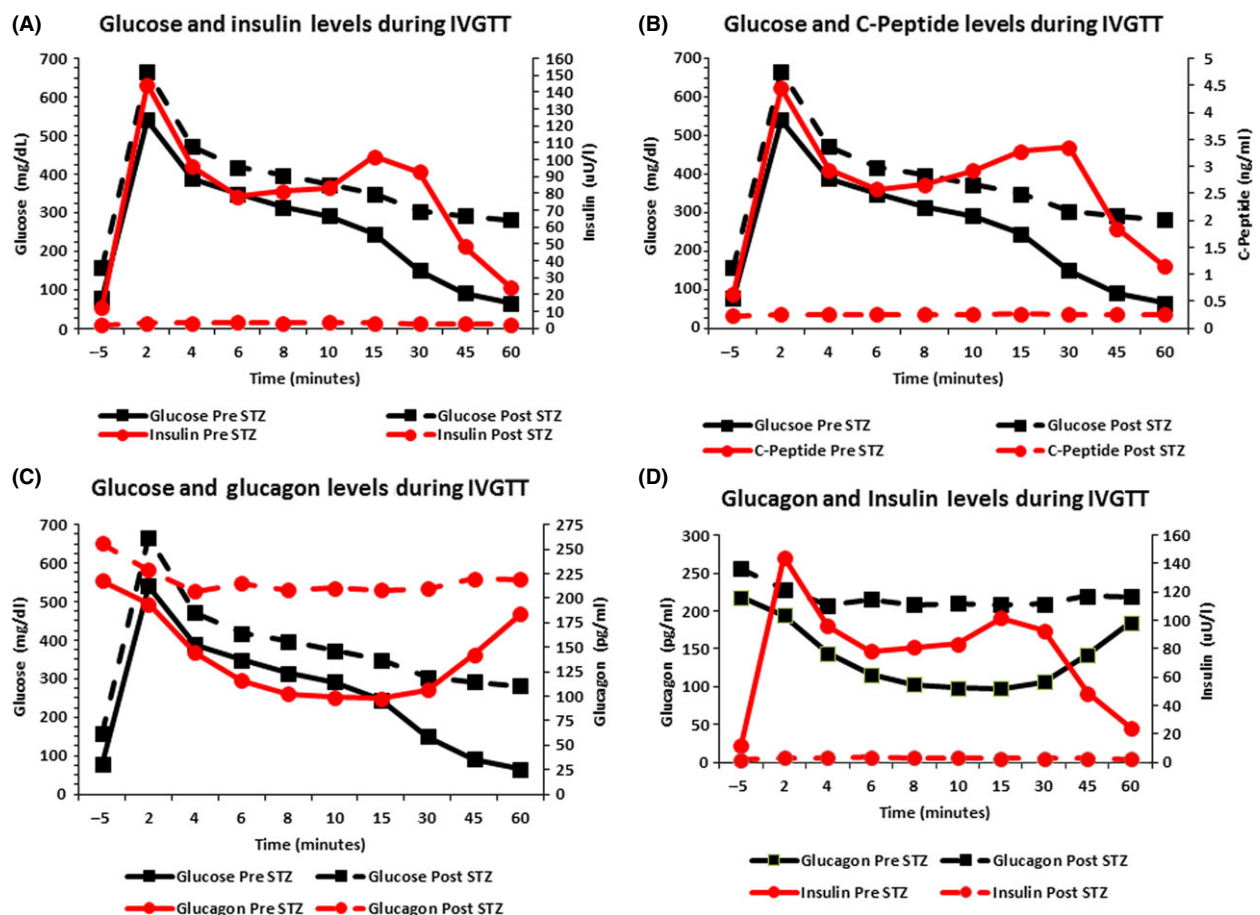 (A)
Glucose and insulin levels during IVGTT
700
600
500
400
300
200
100
0
Glucose (mg/dL)
160
150
140
130
120
110
100
90
80
70
60
50
40
30
20
10
0
Insulin (uU/l)
–5 2 4 6 8 10 15 30 45 60
Time (minutes)
Glucose Pre STZ Glucose Post STZ
Insulin Pre STZ Insulin Post STZ
(B)
Glucose and C-Peptide levels during IVGTT
700
600
500
400
300
200
100
0
Glucose (mg/dl)
5
4.5
4
3.5
3
2.5
2
1.5
1
0.5
0
C-Peptide (ng/ml)
–5 2 4 6 8 10 15 30 45 60
Time (minutes)
Glucsoe Pre STZ Glucose Post STZ
C-Peptide Pre STZ C-Peptide Post STZ
(C)
Glucose and glucagon levels during IVGTT
700
600
500
400
300
200
100
0
Glucose (mg/dl)
275
250
225
200
175
150
125
100
75
50
25
Glucagon (pg/ml)
–5 2 4 6 8 10 15 30 45 60
Time (minutes)
Glucose Pre STZ Glucose Post STZ
Glucagon Pre STZ Glucagon Post STZ
(D)
Glucagon and Insulin levels during IVGTT
300
250
200
150
100
50
0
Glucagon (pg/ml)
160
140
120
100
80
60
40
20
0
Insulin (uU/l)
–5 2 4 6 8 10 15 30 45 60
Time (minutes)
Glucagon Pre STZ Glucagon Post STZ
Insulin Pre STZ Insulin Post STZ